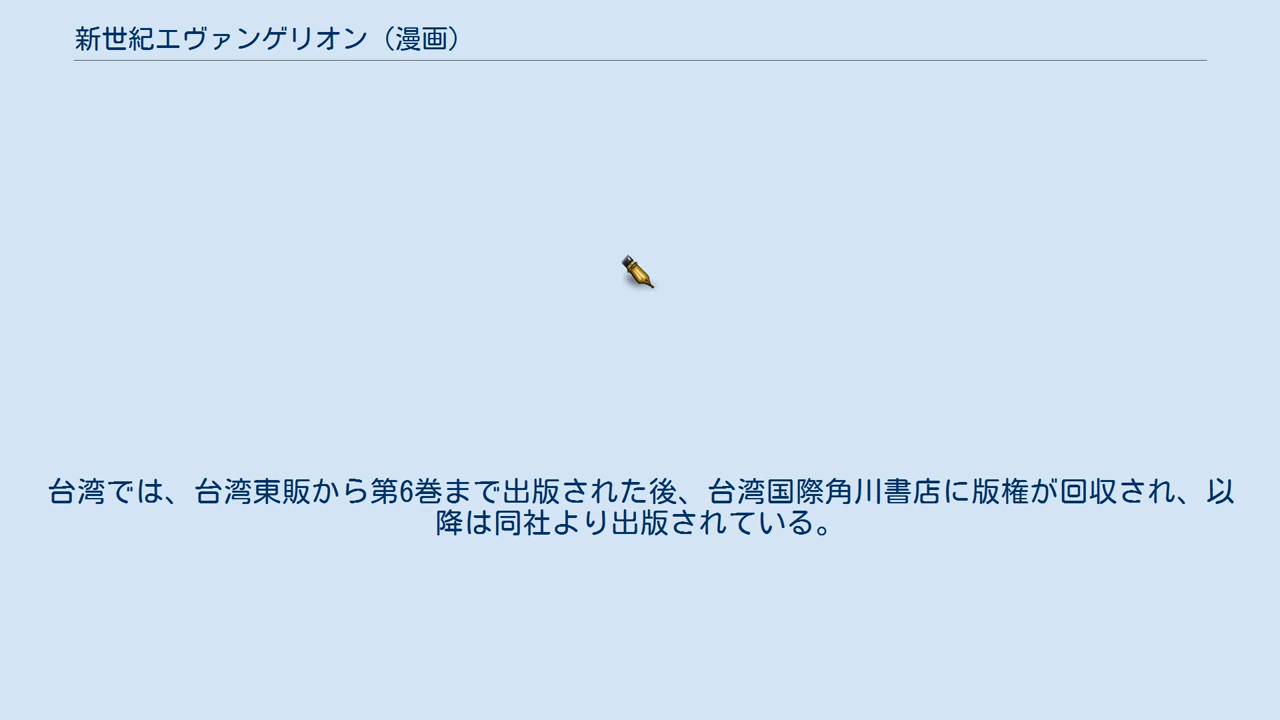 新世紀エヴァンゲリオン（漫画）
台湾では、台湾東販から第6巻まで出版された後、台湾国際角川書店に版権が回収され、以
降は同社より出版されている。